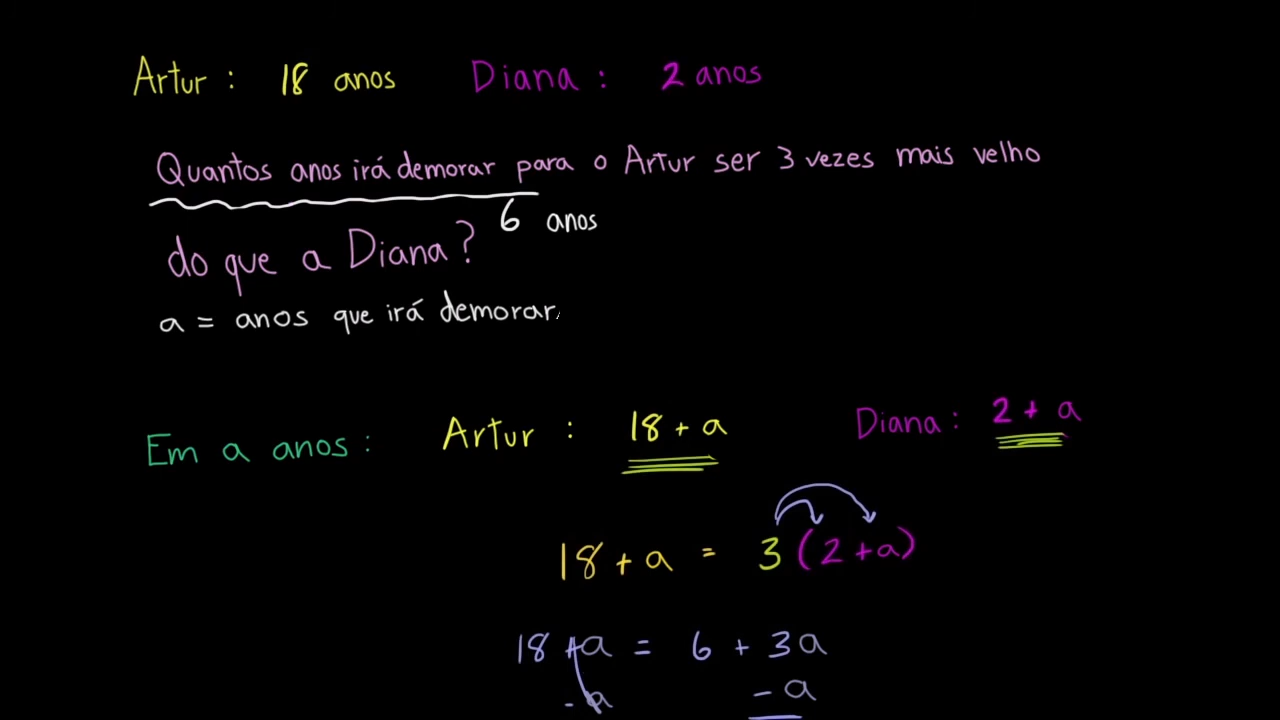 Artur : 18 anos Diana : 2 anos
Quantos anos irá demorar para o Artur ser 3 vezes mais velho
6 anos
do que a Diana?
a = anos que irá demorar
Em a anos : Artur : 18 + a Diana : 2 + a
18 + a = 3 (2 + a)
18 + a = 6 + 3a
- a - a